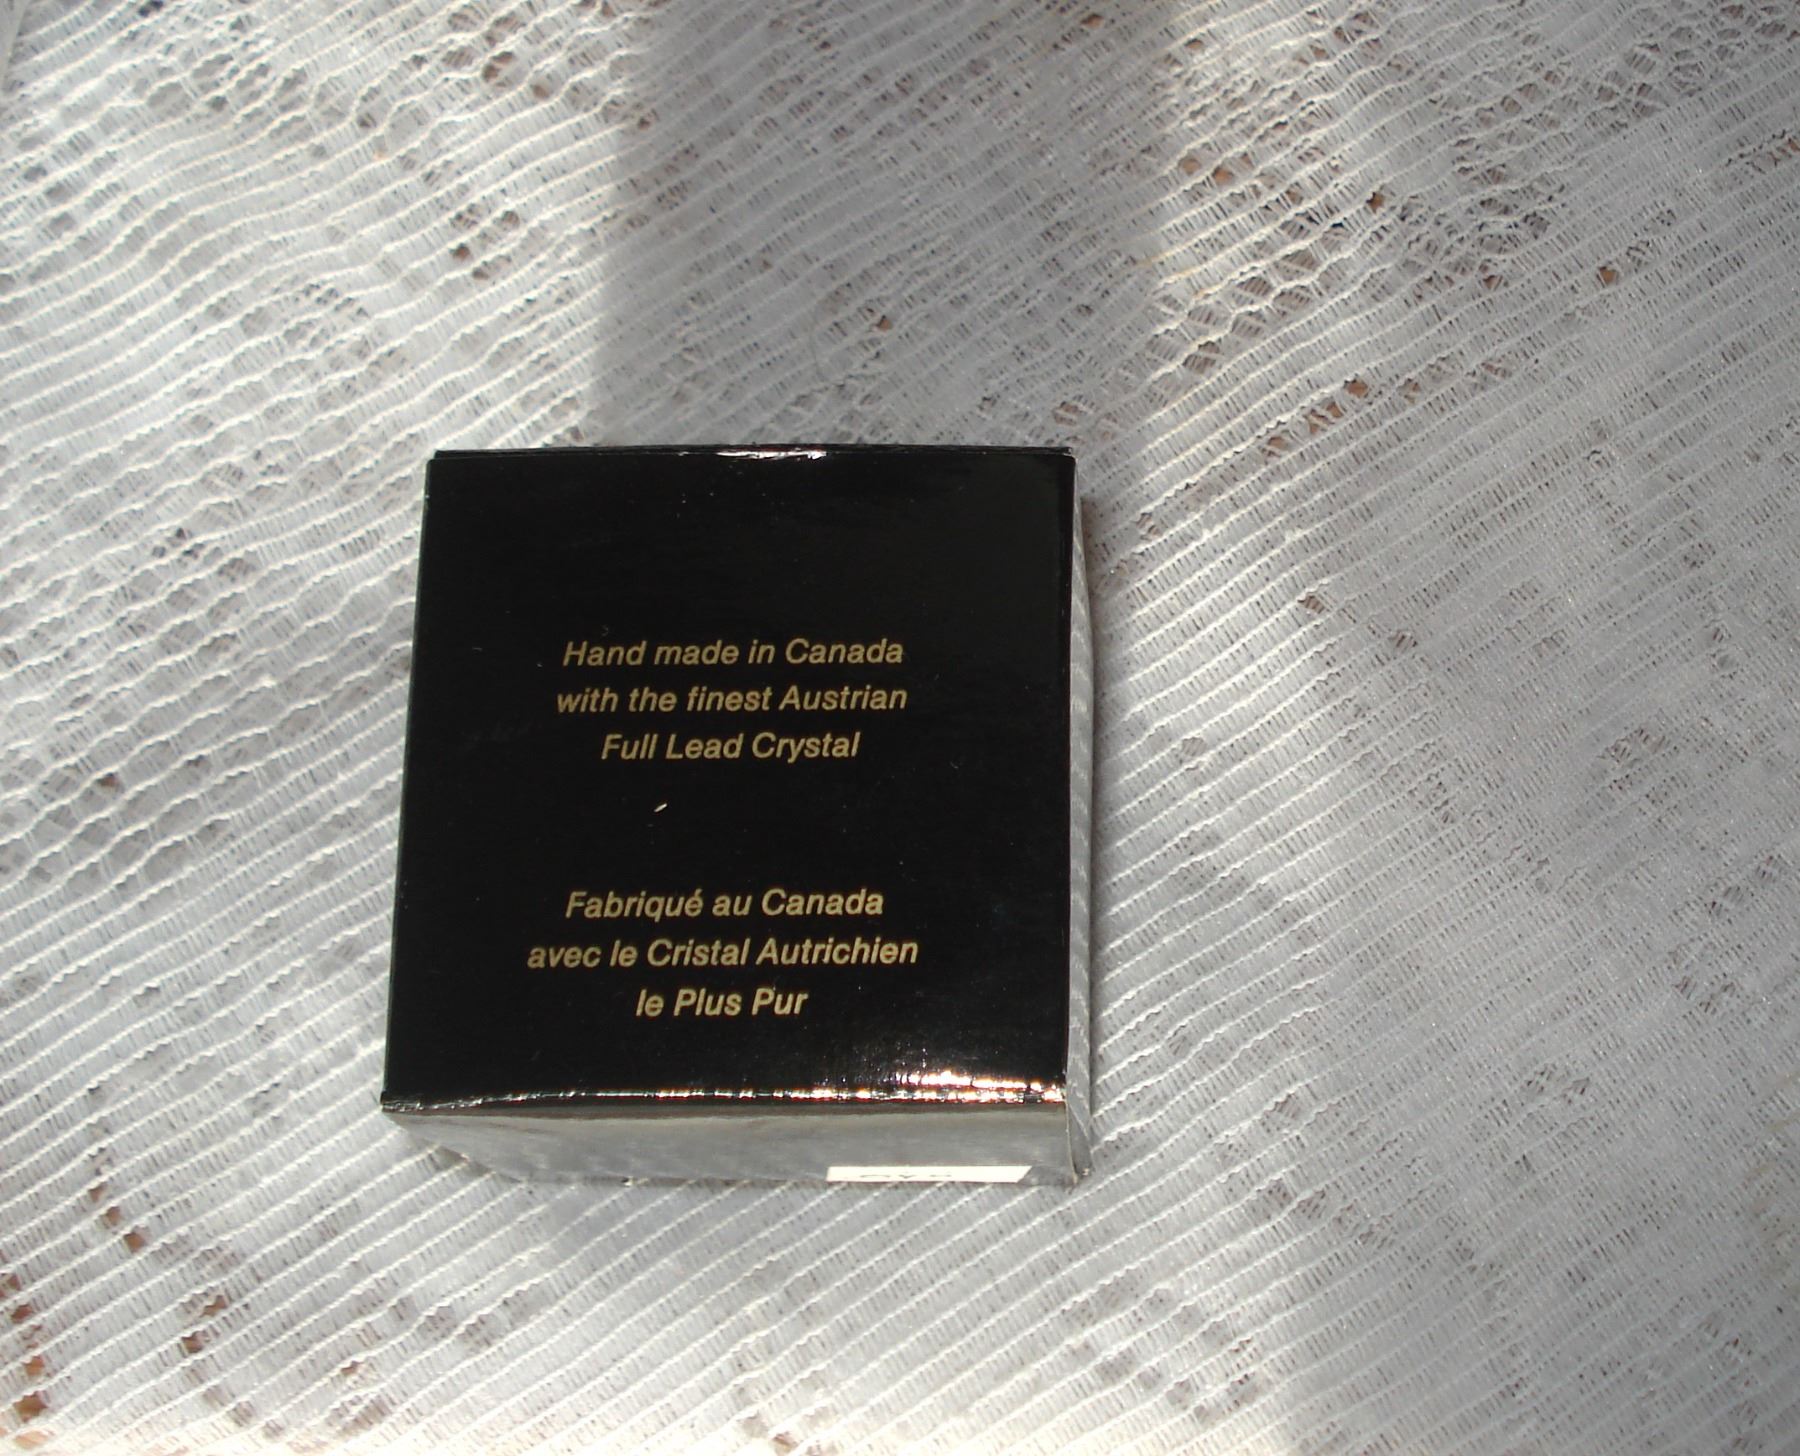 Hand made in Canada
with the finest Austrian
Full Lead Crystal
Fabriqué au Canada
avec le Cristal Autrichien
le Plus Pur